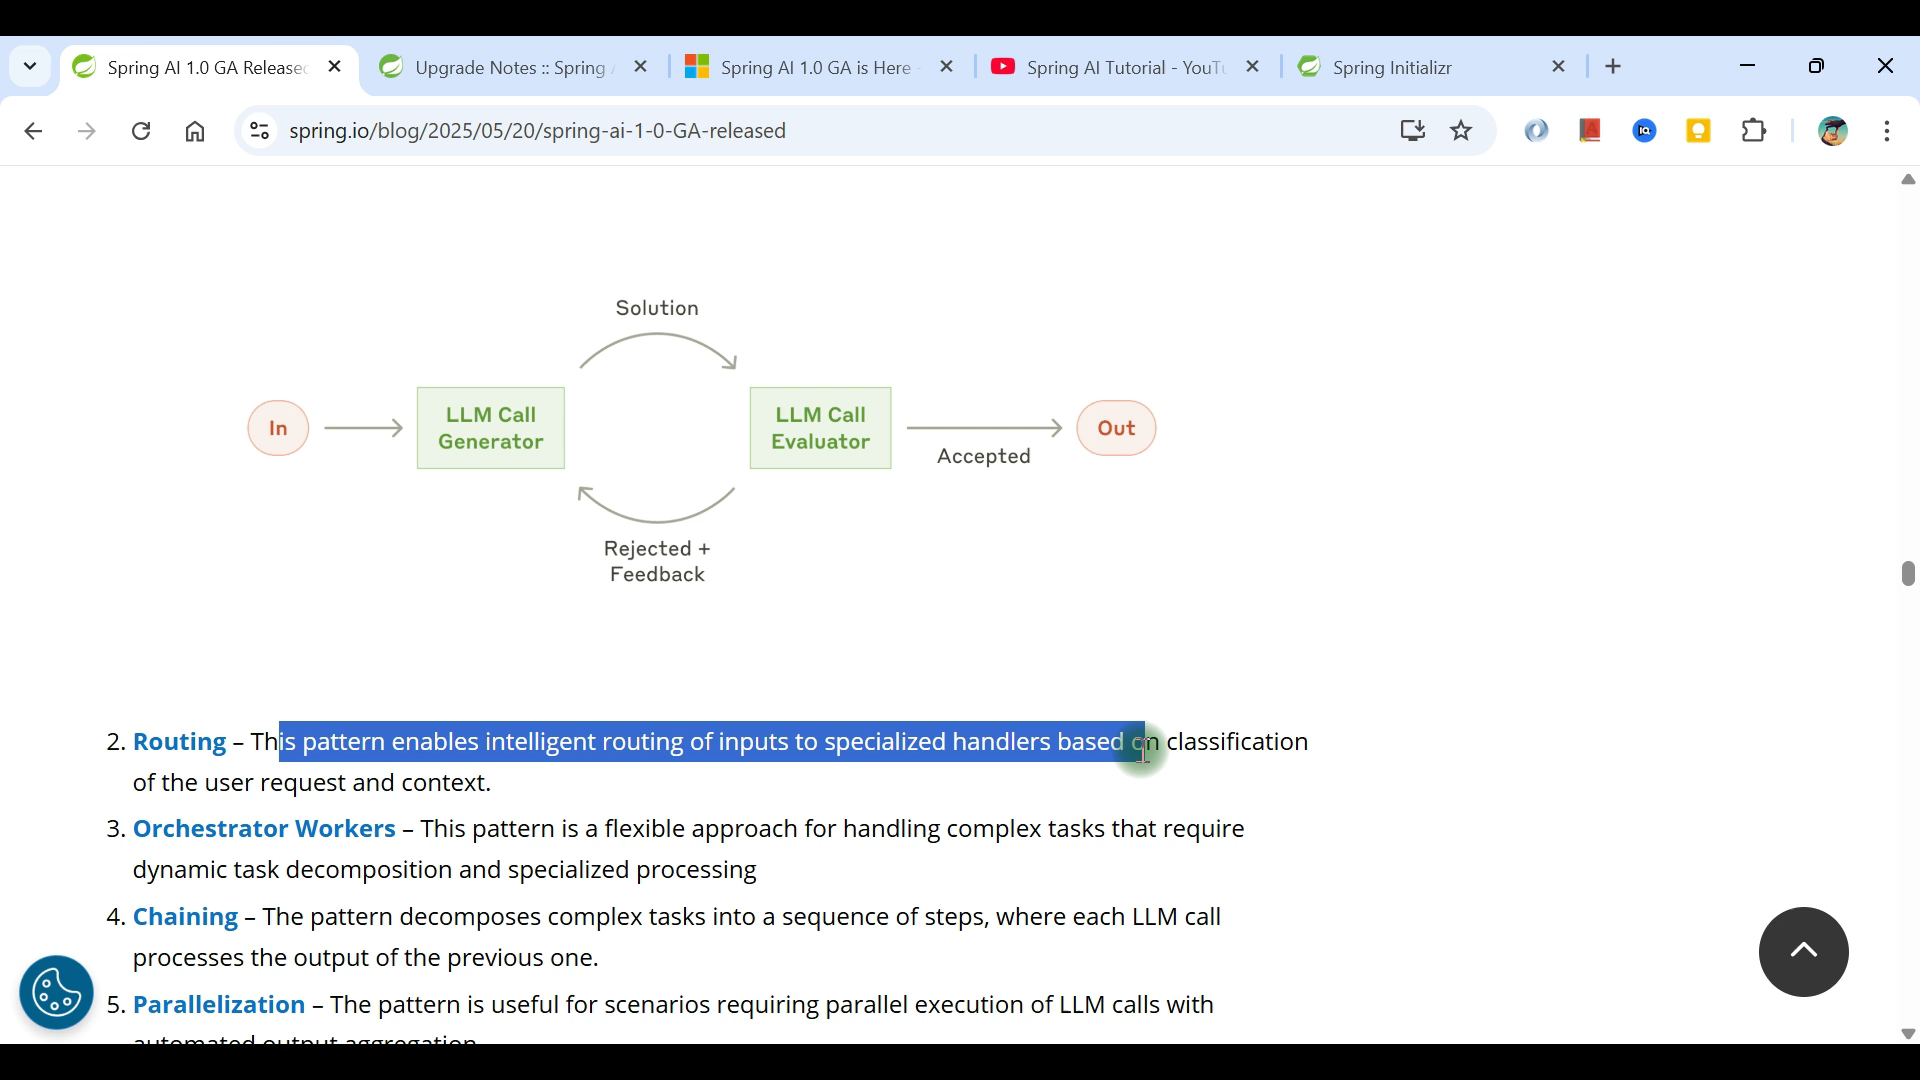 Spring AI 1.0 GA Released
Upgrade Notes :: Spring
Spring AI 1.0 GA is Here
Spring AI Tutorial - YouTu
Spring Initializr
spring.io/blog/2025/05/20/spring-ai-1-0-GA-released
Solution
In
LLM Call
Generator
LLM Call
Evaluator
Accepted
Out
Rejected +
Feedback
2. Routing – This pattern enables intelligent routing of inputs to specialized handlers based on classification
of the user request and context.
3. Orchestrator Workers – This pattern is a flexible approach for handling complex tasks that require
dynamic task decomposition and specialized processing
4. Chaining – The pattern decomposes complex tasks into a sequence of steps, where each LLM call
processes the output of the previous one.
5. Parallelization – The pattern is useful for scenarios requiring parallel execution of LLM calls with
automated output aggregation.